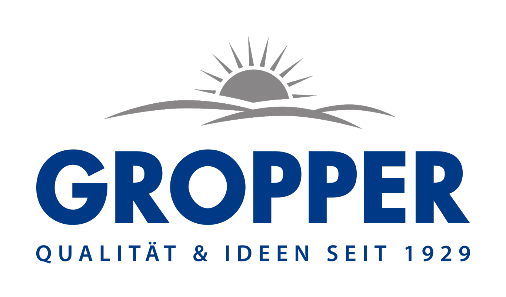 GROPPER
QUALITÄT & IDEEN SEIT 1929